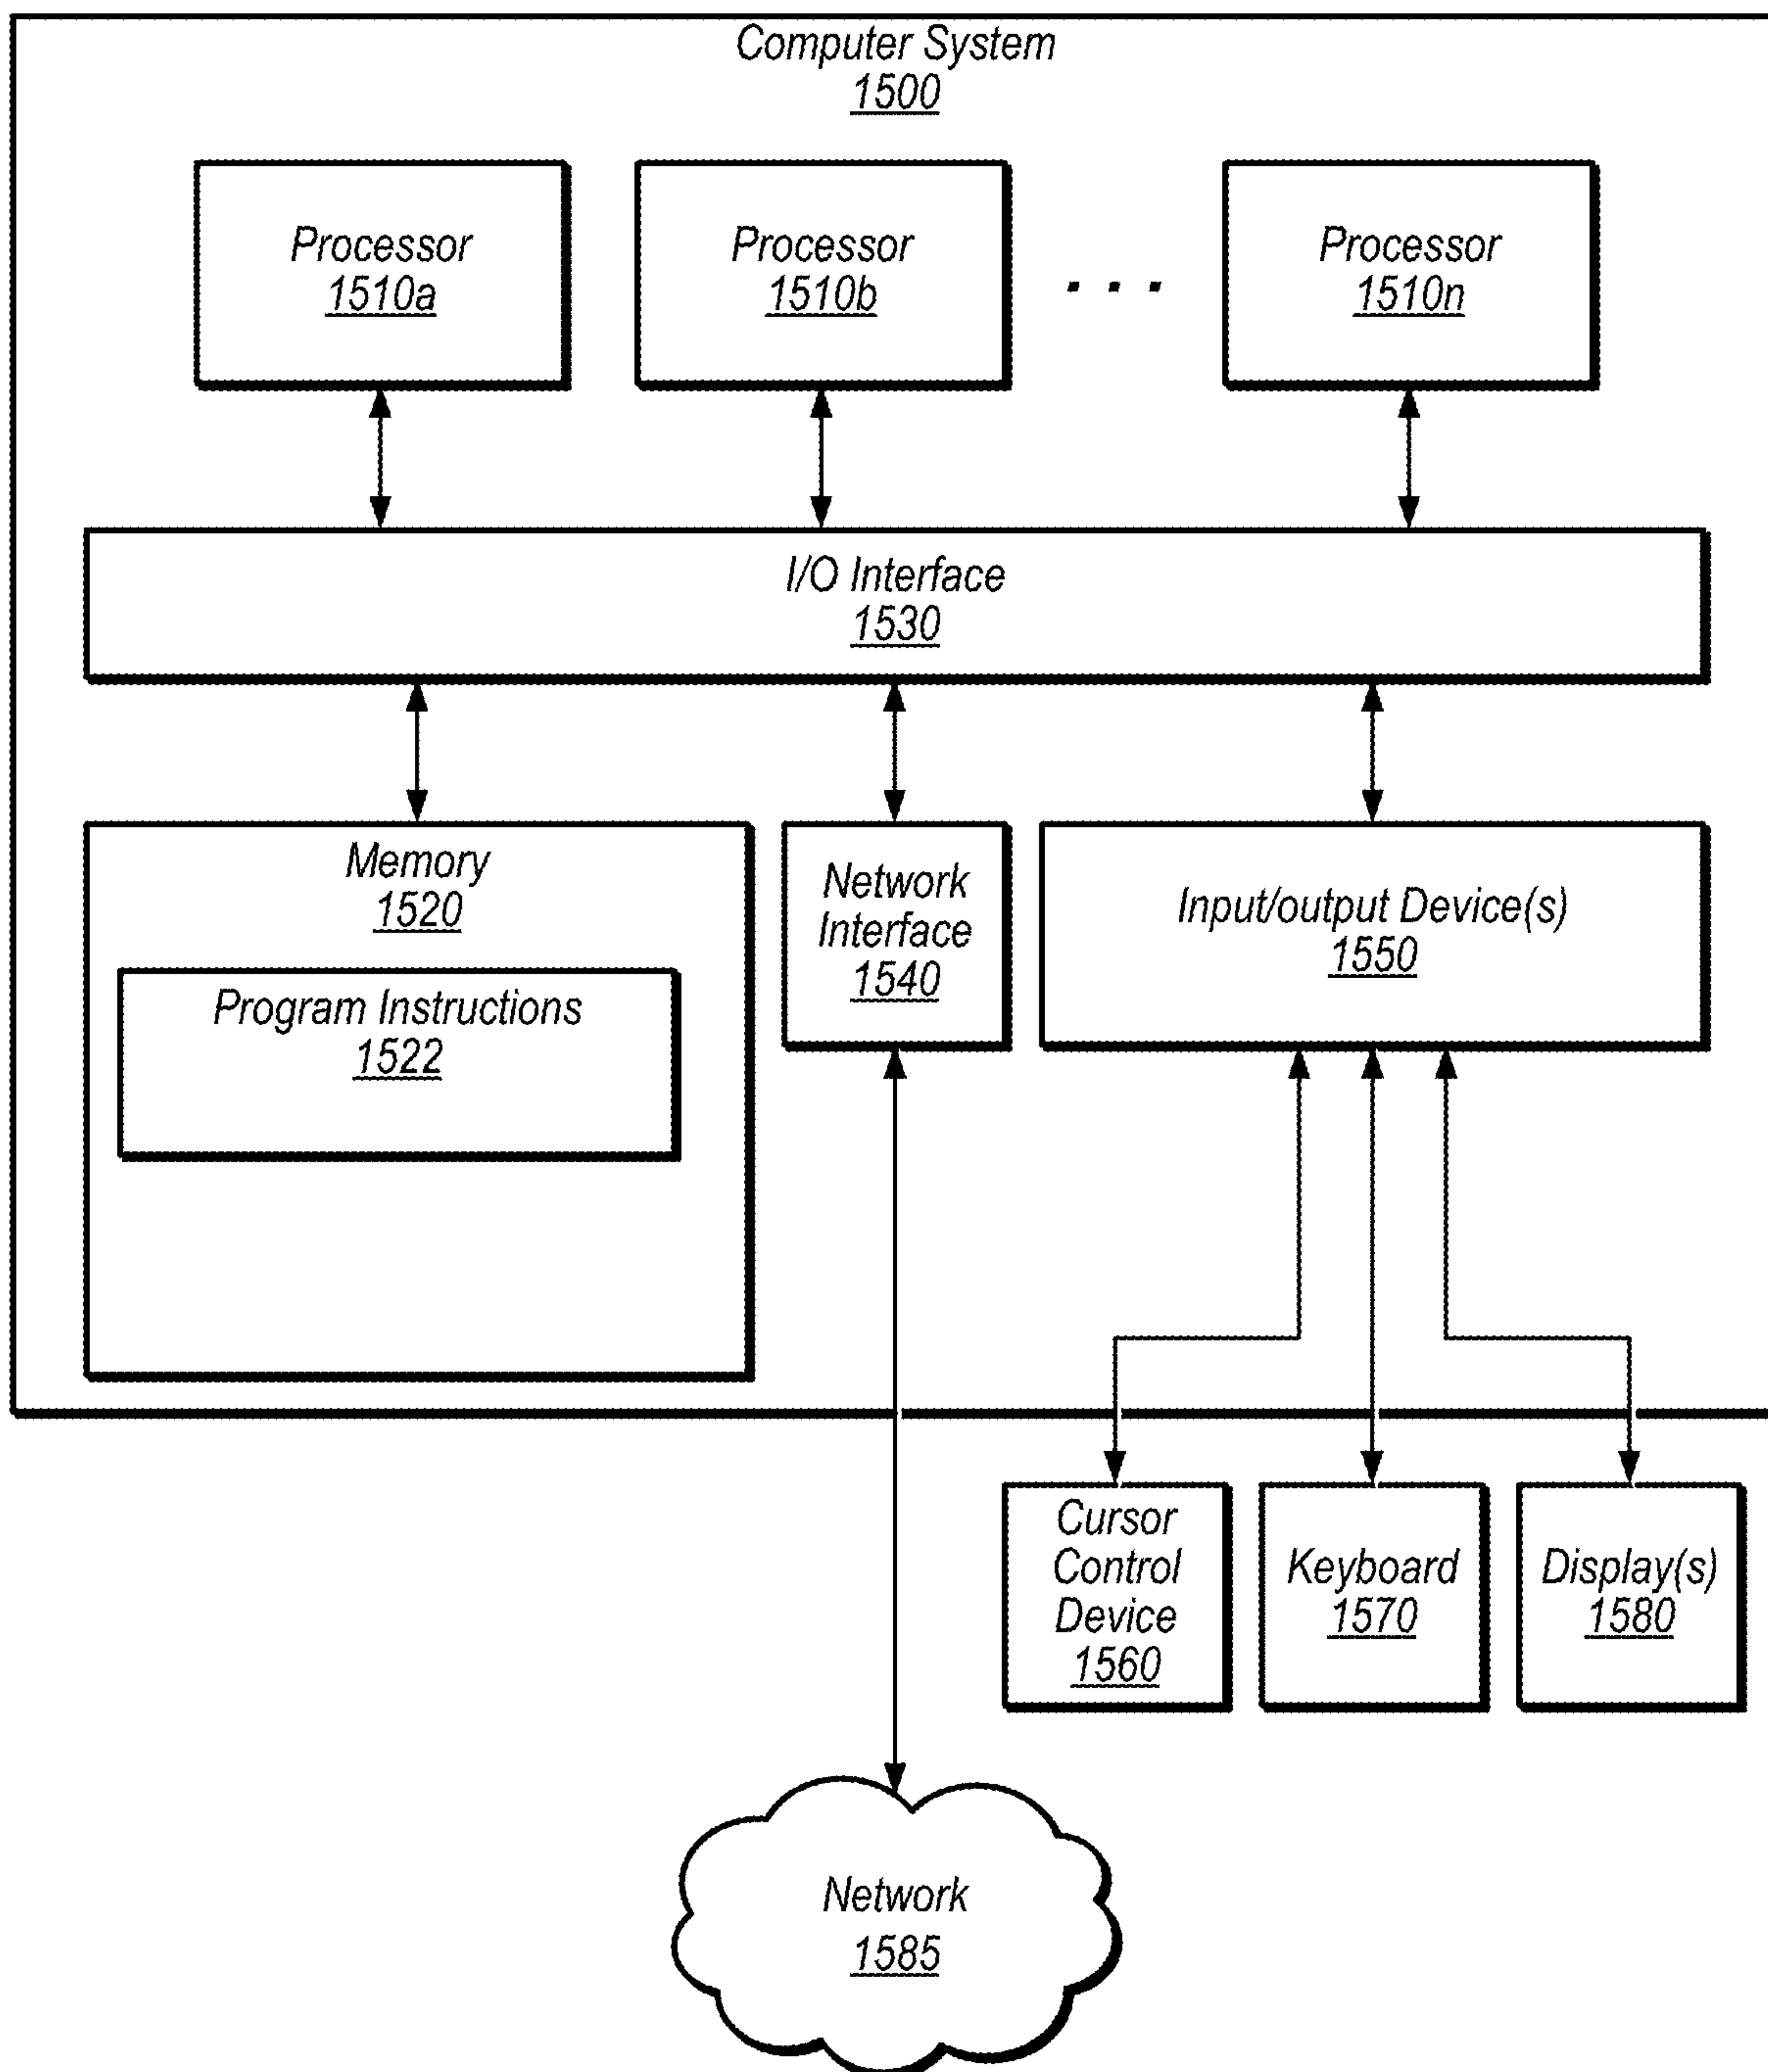 Computer System
1500
Processor
1510a
Processor
1510b
. . .
Processor
1510n
I/O Interface
1530
Memory
1520
Program Instructions
1522
Network
Interface
1540
Input/output Device(s)
1550
Cursor
Control
Device
1560
Keyboard
1570
Display(s)
1580
Network
1585